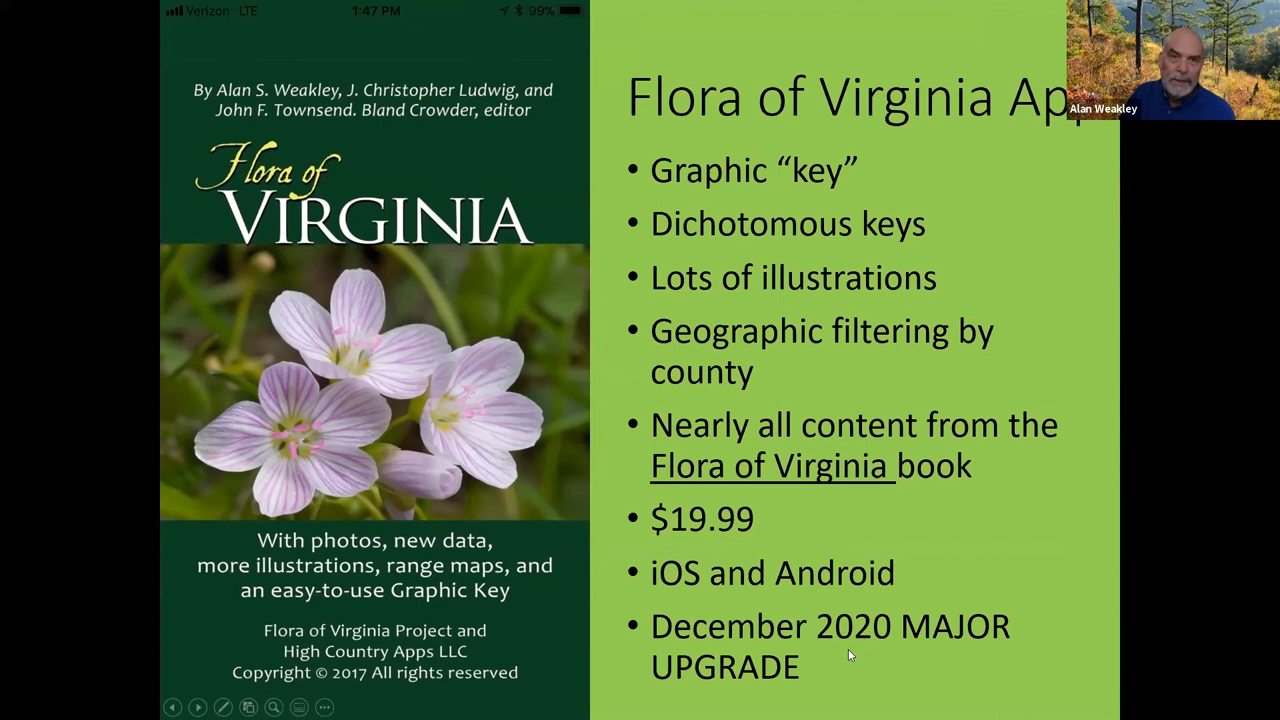 Verizon LTE 1:47 PM 99%
By Alan S. Weakley, J. Christopher Ludwig, and
John F. Townsend. Bland Crowder, editor
Flora of
VIRGINIA
With photos, new data,
more illustrations, range maps, and
an easy-to-use Graphic Key
Flora of Virginia Project and
High Country Apps LLC
Copyright © 2017 All rights reserved
Flora of Virginia Ap
• Graphic “key”
• Dichotomous keys
• Lots of illustrations
• Geographic filtering by
county
• Nearly all content from the
Flora of Virginia book
• $19.99
• iOS and Android
• December 2020 MAJOR
UPGRADE
Alan Weakley